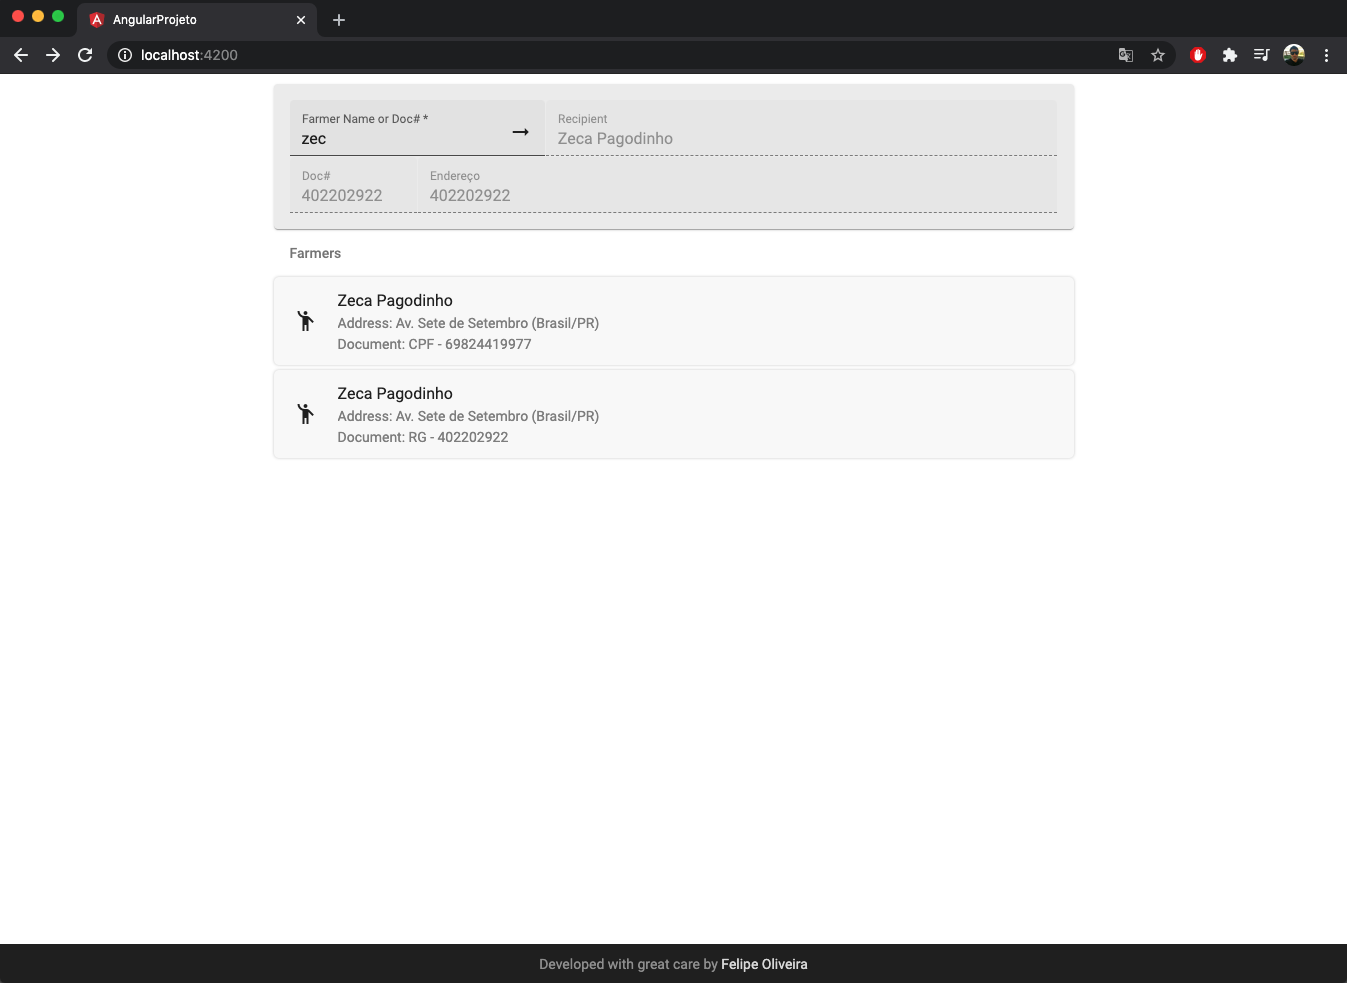 AngularProjeto
localhost:4200
Farmer Name or Doc# *
zec
Recipient
Zeca Pagodinho
Doc#
402202922
Endereço
402202922
Farmers
Zeca Pagodinho
Address: Av. Sete de Setembro (Brasil/PR)
Document: CPF - 69824419977
Zeca Pagodinho
Address: Av. Sete de Setembro (Brasil/PR)
Document: RG - 402202922
Developed with great care by Felipe Oliveira